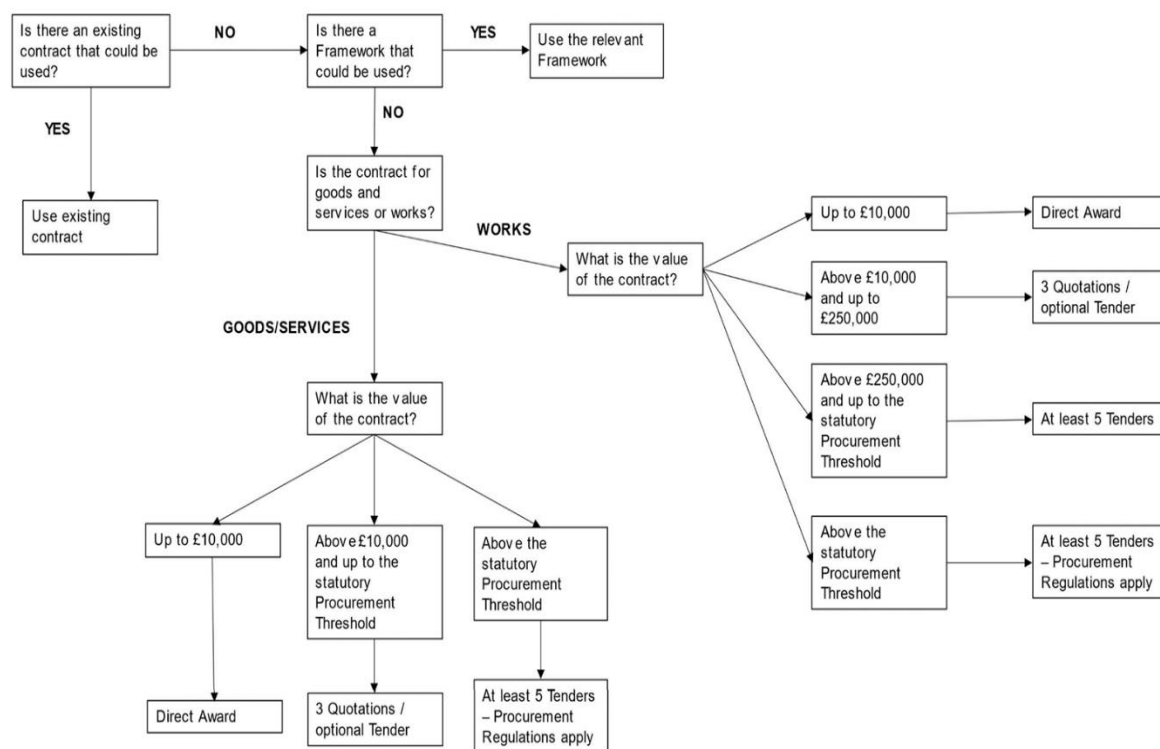 Is there an existing
contract that could be
used?
NO
Is there a
Framework that
could be used?
YES
Use the relevant
Framework
YES
NO
Use existing
contract
Is the contract for
goods and
services or works?
WORKS
What is the value
of the contract?
Up to £10,000
Direct Award
Above £10,000
and up to
£250,000
3 Quotations /
optional Tender
Above £250,000
and up to the
statutory
Procurement
Threshold
At least 5 Tenders
Above the
statutory
Procurement
Threshold
At least 5 Tenders
– Procurement
Regulations apply
GOODS/SERVICES
What is the value
of the contract?
Up to £10,000
Above £10,000
and up to the
statutory
Procurement
Threshold
Above the
statutory
Procurement
Threshold
Direct Award
3 Quotations /
optional Tender
At least 5 Tenders
– Procurement
Regulations apply